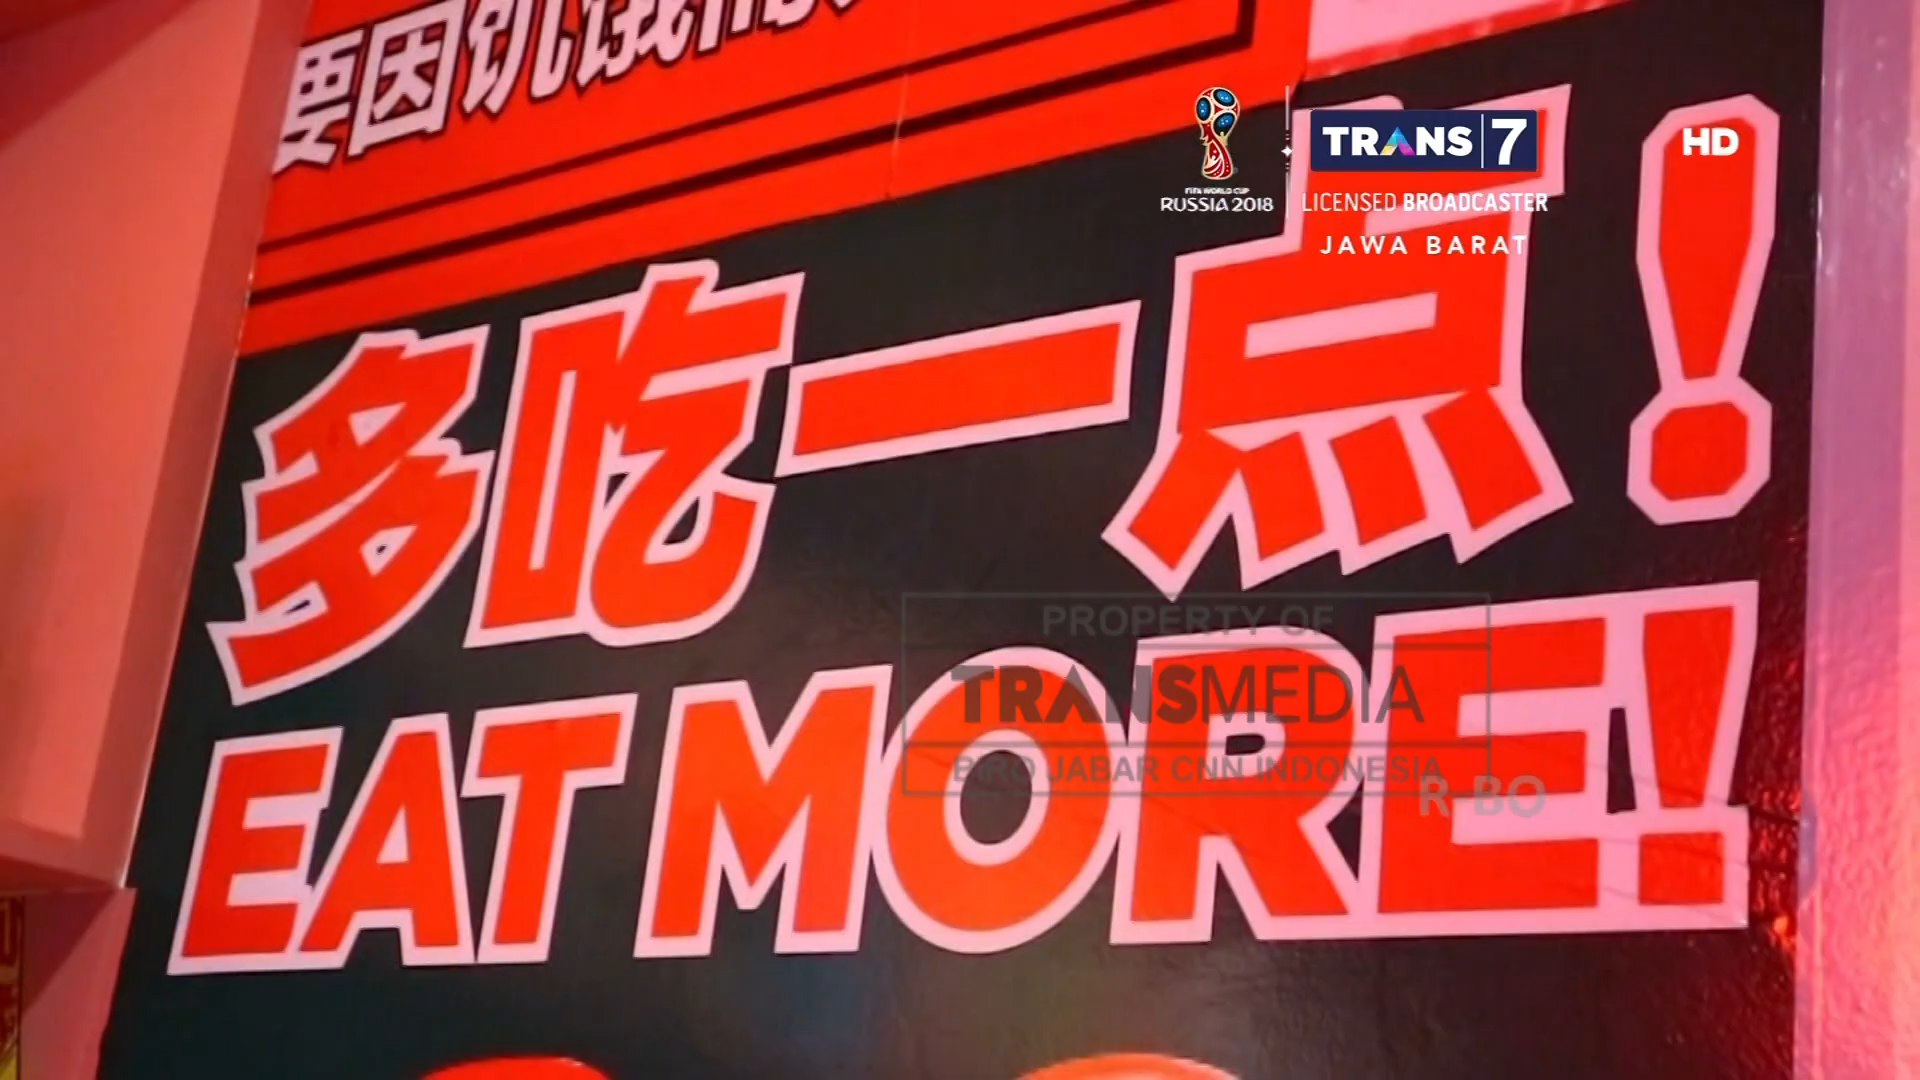 要因饥饿
多吃一点!
EAT MORE!
FIFA WORLD CUP
RUSSIA 2018
TRANS|7
HD
LICENSED BROADCASTER
JAWA BARAT
PROPERTY OF
TRANSMEDIA
BIRO JABAR CNN INDONESIA
R-BO